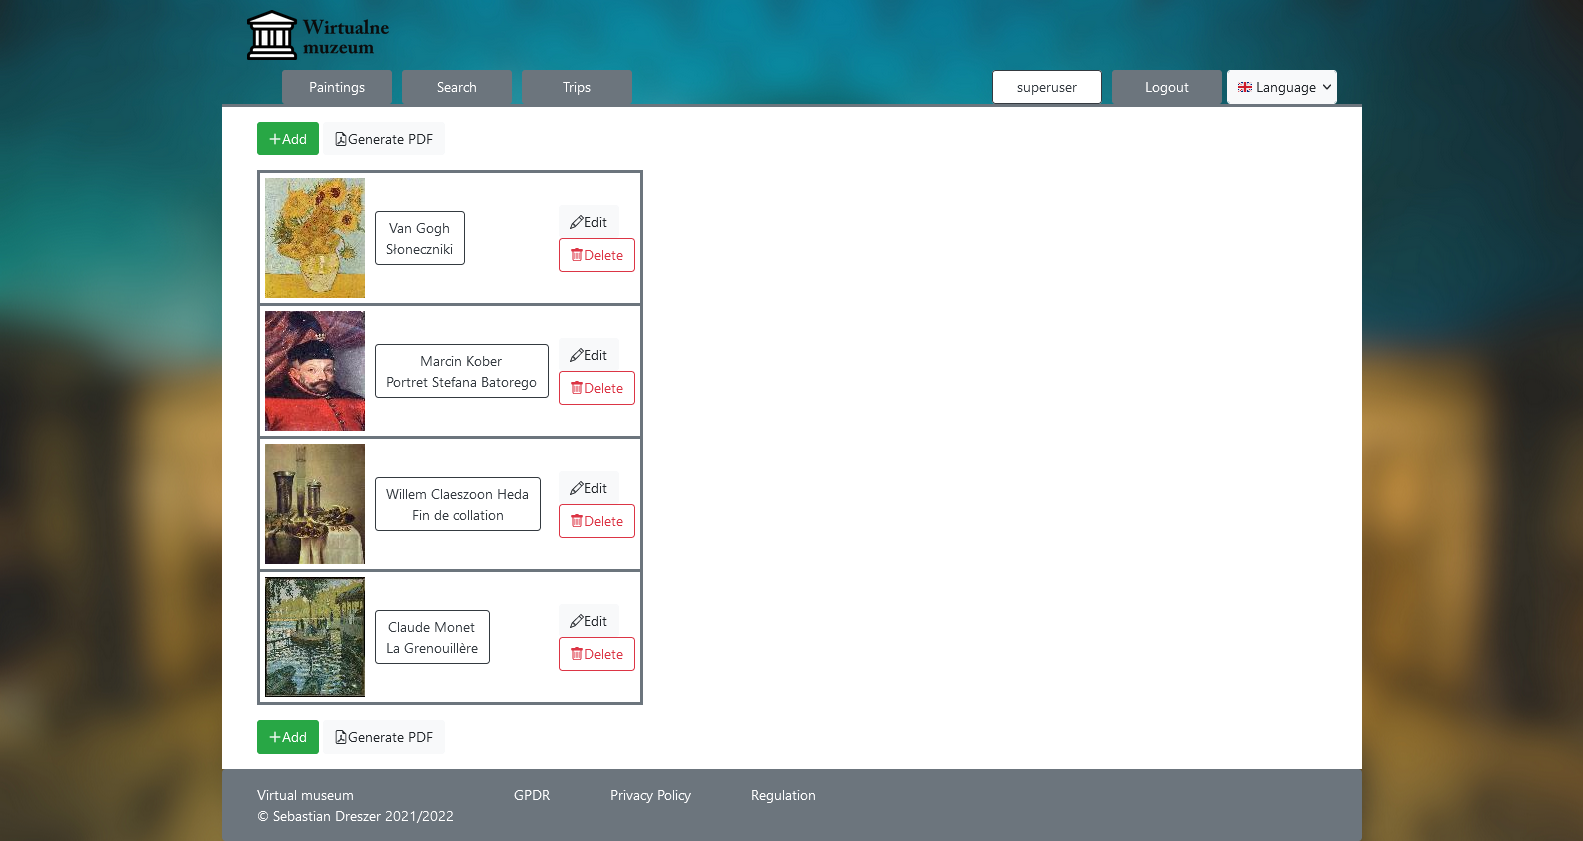 Wirtualne
muzeum
Paintings
Search
Trips
superuser
Logout
Language
Add
Generate PDF
Van Gogh
Słoneczniki
Edit
Delete
Marcin Kober
Portret Stefana Batorego
Edit
Delete
Willem Claeszoon Heda
Fin de collation
Edit
Delete
Claude Monet
La Grenouillère
Edit
Delete
Add
Generate PDF
Virtual museum
GPDR
Privacy Policy
Regulation
© Sebastian Dreszer 2021/2022